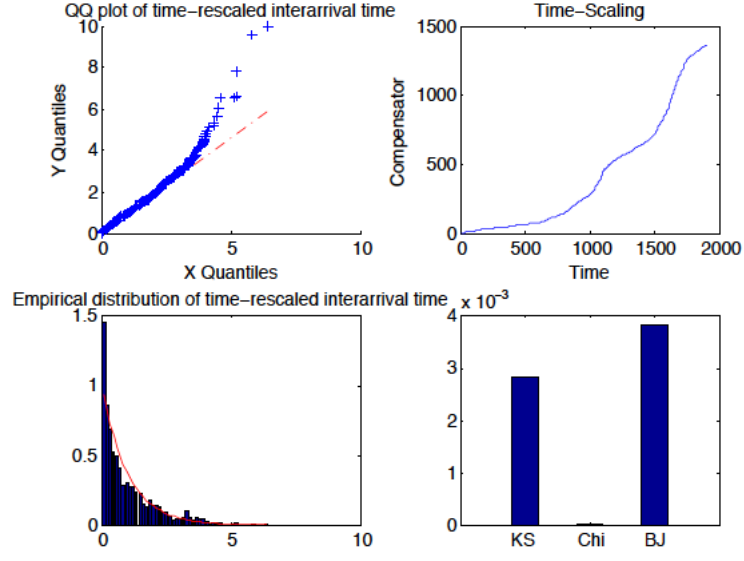 QQ plot of time-rescaled interarrival time
10
8
6
4
2
0
Y Quantiles
0 5 10
X Quantiles
Time-Scaling
1500
1000
500
0
Compensator
0 500 1000 1500 2000
Time
Empirical distribution of time-rescaled interarrival time
1.5
1
0.5
0
0 5 10
x 10⁻³
4
3
2
1
0
KS Chi BJ